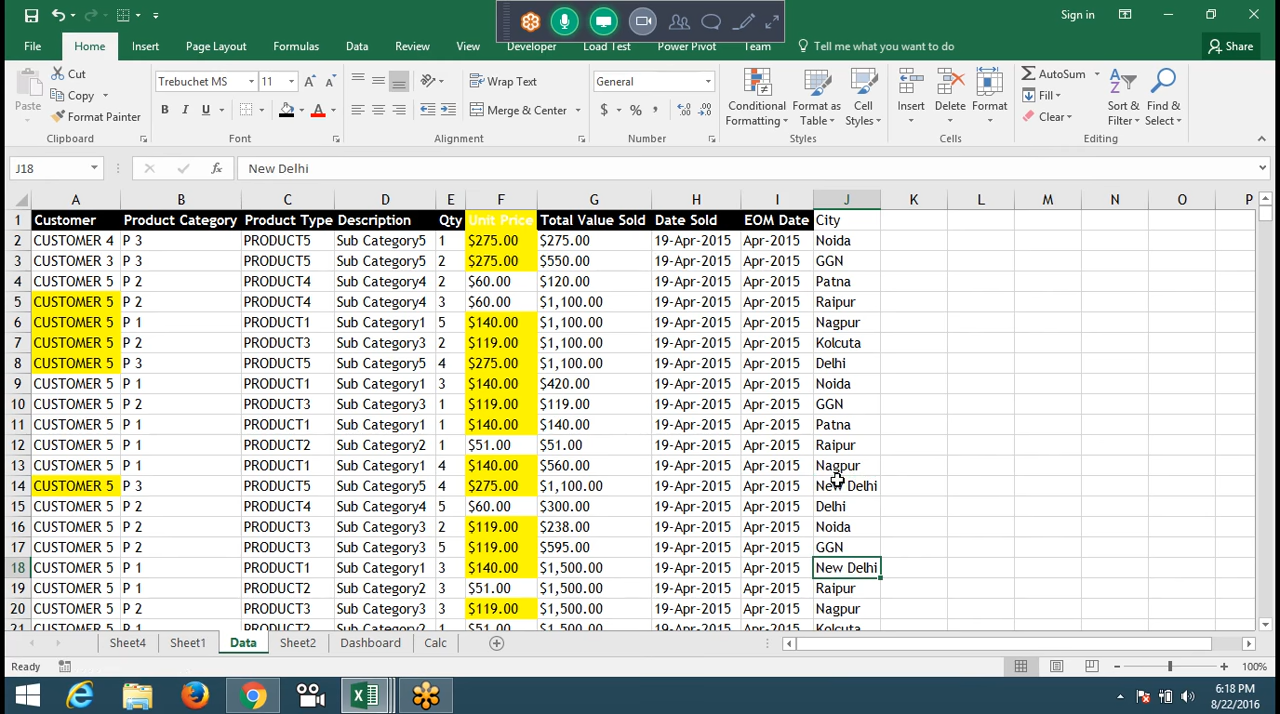 Sign in
File Home Insert Page Layout Formulas Data Review View Developer Load Test Power Pivot Team Tell me what you want to do Share
Paste Cut Copy Format Painter Clipboard
Trebuchet MS 11 B I U A Font
Wrap Text Merge & Center Alignment
General $ % , Number
Conditional Formatting Format as Table Cell Styles Styles
Insert Delete Format Cells
AutoSum Fill Clear Sort & Filter Find & Select Editing
J18 fx New Delhi
A B C D E F G H I J K L M N O P
1 Customer Product Category Product Type Description Qty Unit Price Total Value Sold Date Sold EOM Date City
2 CUSTOMER 4 P 3 PRODUCT5 Sub Category5 1 $275.00 $275.00 19-Apr-2015 Apr-2015 Noida
3 CUSTOMER 3 P 3 PRODUCT5 Sub Category5 2 $275.00 $550.00 19-Apr-2015 Apr-2015 GGN
4 CUSTOMER 5 P 2 PRODUCT4 Sub Category4 2 $60.00 $120.00 19-Apr-2015 Apr-2015 Patna
5 CUSTOMER 5 P 2 PRODUCT4 Sub Category4 3 $60.00 $1,100.00 19-Apr-2015 Apr-2015 Raipur
6 CUSTOMER 5 P 1 PRODUCT1 Sub Category1 5 $140.00 $1,100.00 19-Apr-2015 Apr-2015 Nagpur
7 CUSTOMER 5 P 2 PRODUCT3 Sub Category3 2 $119.00 $1,100.00 19-Apr-2015 Apr-2015 Kolcuta
8 CUSTOMER 5 P 3 PRODUCT5 Sub Category5 4 $275.00 $1,100.00 19-Apr-2015 Apr-2015 Delhi
9 CUSTOMER 5 P 1 PRODUCT1 Sub Category1 3 $140.00 $420.00 19-Apr-2015 Apr-2015 Noida
10 CUSTOMER 5 P 2 PRODUCT3 Sub Category3 1 $119.00 $119.00 19-Apr-2015 Apr-2015 GGN
11 CUSTOMER 5 P 1 PRODUCT1 Sub Category1 1 $140.00 $140.00 19-Apr-2015 Apr-2015 Patna
12 CUSTOMER 5 P 1 PRODUCT2 Sub Category2 1 $51.00 $51.00 19-Apr-2015 Apr-2015 Raipur
13 CUSTOMER 5 P 1 PRODUCT1 Sub Category1 4 $140.00 $560.00 19-Apr-2015 Apr-2015 Nagpur
14 CUSTOMER 5 P 3 PRODUCT5 Sub Category5 4 $275.00 $1,100.00 19-Apr-2015 Apr-2015 New Delhi
15 CUSTOMER 5 P 2 PRODUCT4 Sub Category4 5 $60.00 $300.00 19-Apr-2015 Apr-2015 Delhi
16 CUSTOMER 5 P 2 PRODUCT3 Sub Category3 2 $119.00 $238.00 19-Apr-2015 Apr-2015 Noida
17 CUSTOMER 5 P 2 PRODUCT3 Sub Category3 5 $119.00 $595.00 19-Apr-2015 Apr-2015 GGN
18 CUSTOMER 5 P 1 PRODUCT1 Sub Category1 3 $140.00 $1,500.00 19-Apr-2015 Apr-2015 New Delhi
19 CUSTOMER 5 P 1 PRODUCT2 Sub Category2 3 $51.00 $1,500.00 19-Apr-2015 Apr-2015 Raipur
20 CUSTOMER 5 P 2 PRODUCT3 Sub Category3 3 $119.00 $1,500.00 19-Apr-2015 Apr-2015 Nagpur
21 CUSTOMER 5 P 1 PRODUCT2 Sub Category2 3 $51.00 $1,500.00 19-Apr-2015 Apr-2015 Kolcuta
Sheet4 Sheet1 Data Sheet2 Dashboard Calc
Ready 100%
6:18 PM
8/22/2016